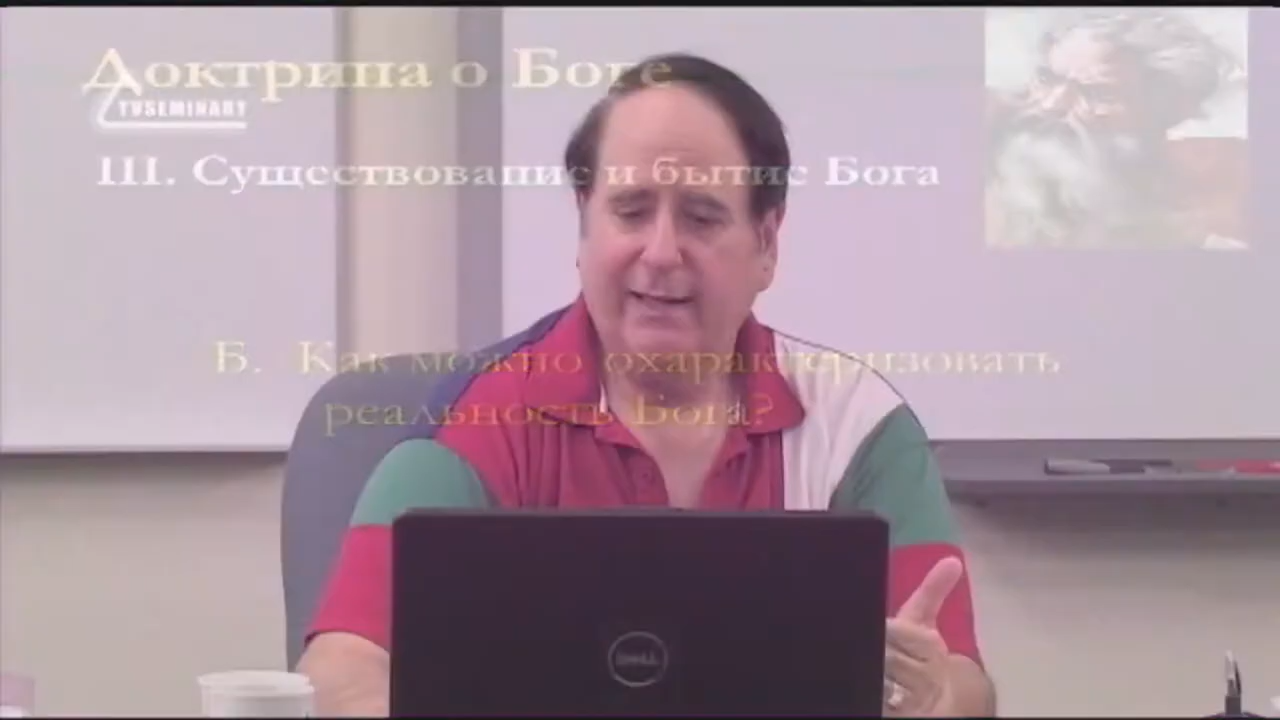 Доктрина о Боге
TVSEMINARY
III. Существование и бытие Бога
Б. Как можно охарактеризовать
реальность Бога?
DELL